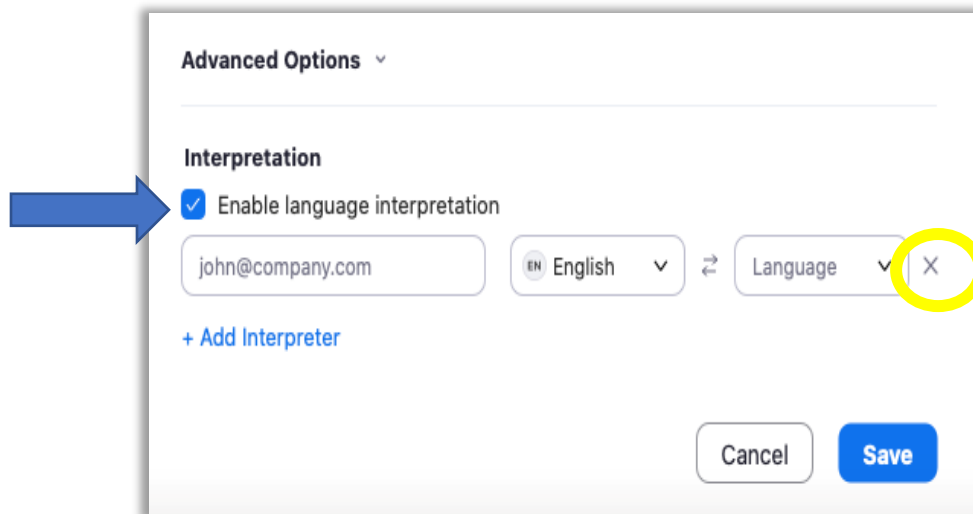 Advanced Options
Interpretation
Enable language interpretation
john@company.com EN English Language
+ Add Interpreter
Cancel Save